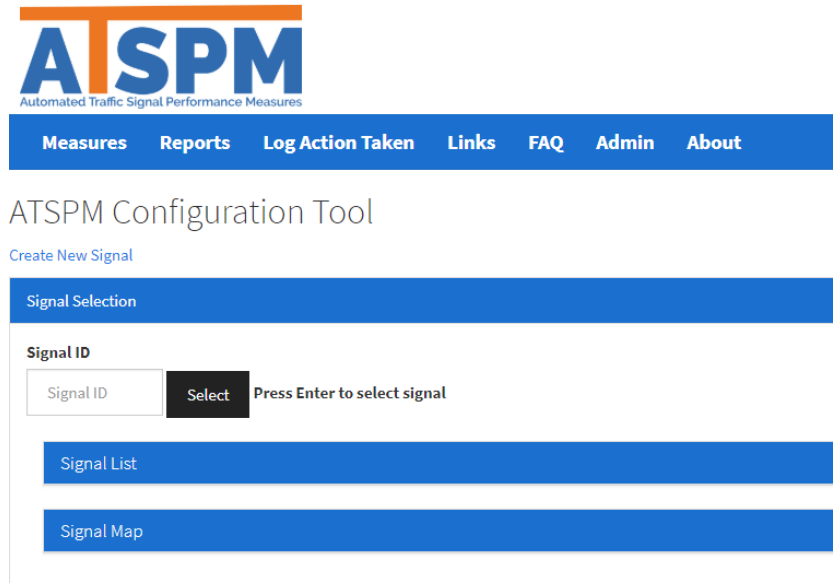 ATSPM
Automated Traffic Signal Performance Measures
Measures Reports Log Action Taken Links FAQ Admin About
ATSPM Configuration Tool
Create New Signal
Signal Selection
Signal ID
Signal ID Select Press Enter to select signal
Signal List
Signal Map